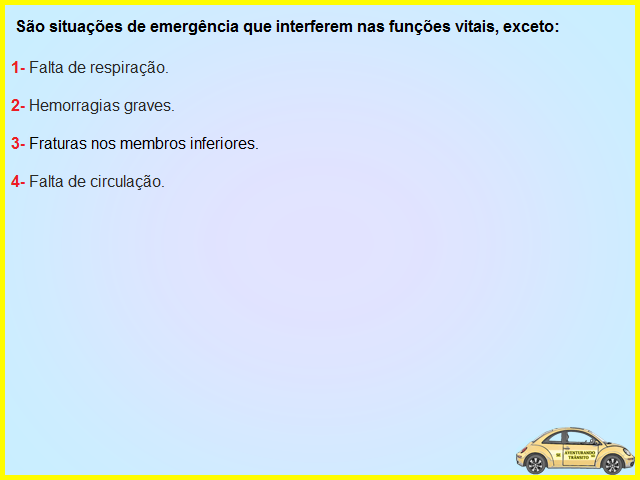 São situações de emergência que interferem nas funções vitais, exceto:
1- Falta de respiração.
2- Hemorragias graves.
3- Fraturas nos membros inferiores.
4- Falta de circulação.
AVENTURANDO
TRÂNSITO